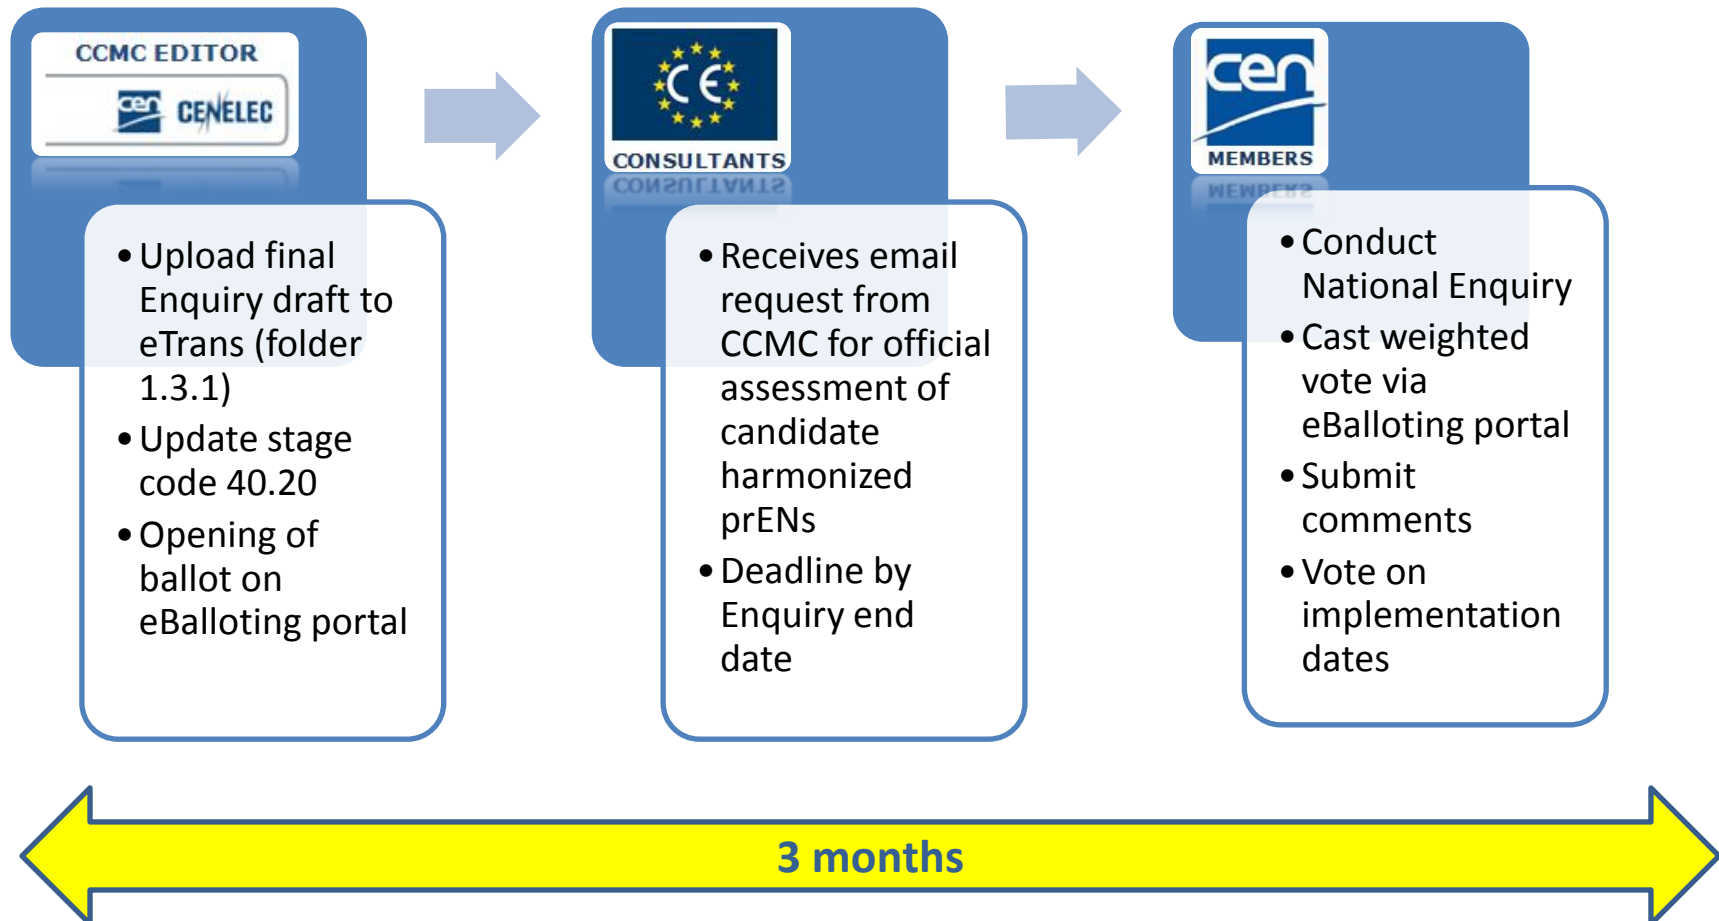 CCMC EDITOR
cen CENELEC
• Upload final
Enquiry draft to
eTrans (folder
1.3.1)
• Update stage
code 40.20
• Opening of
ballot on
eBalloting portal
CE
CONSULTANTS
• Receives email
request from
CCMC for official
assessment of
candidate
harmonized
prENs
• Deadline by
Enquiry end
date
cen
MEMBERS
• Conduct
National Enquiry
• Cast weighted
vote via
eBalloting portal
• Submit
comments
• Vote on
implementation
dates
3 months